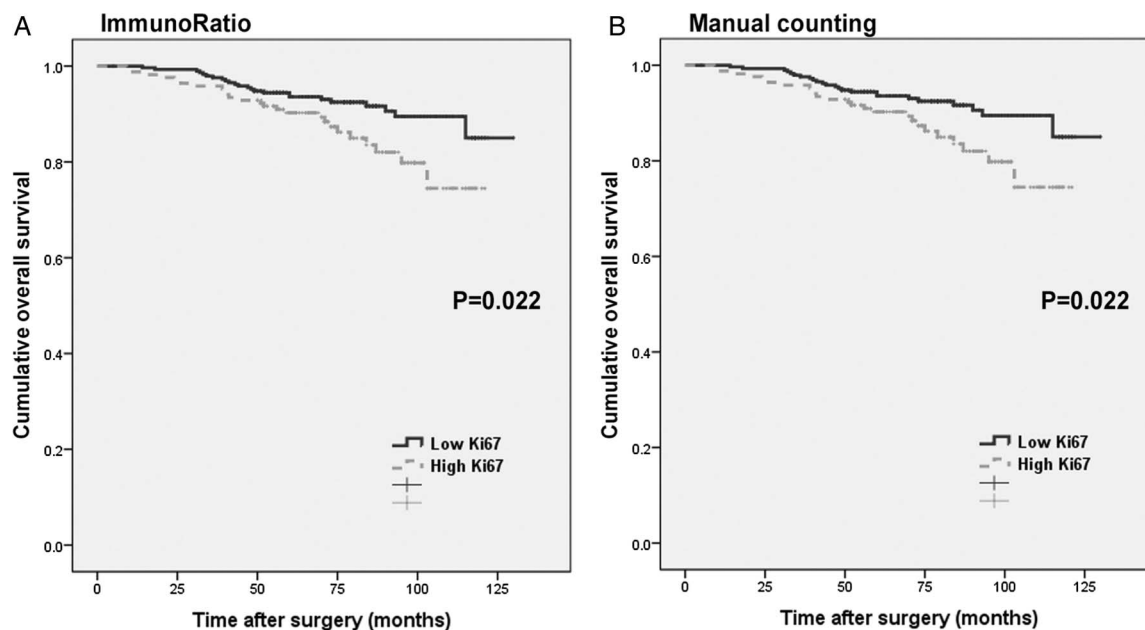 A ImmunoRatio
Cumulative overall survival
1.0
0.8
0.6
0.4
0.2
0.0
P=0.022
Low Ki67
High Ki67
0 25 50 75 100 125
Time after surgery (months)
B Manual counting
Cumulative overall survival
1.0
0.8
0.6
0.4
0.2
0.0
P=0.022
Low Ki67
High Ki67
0 25 50 75 100 125
Time after surgery (months)